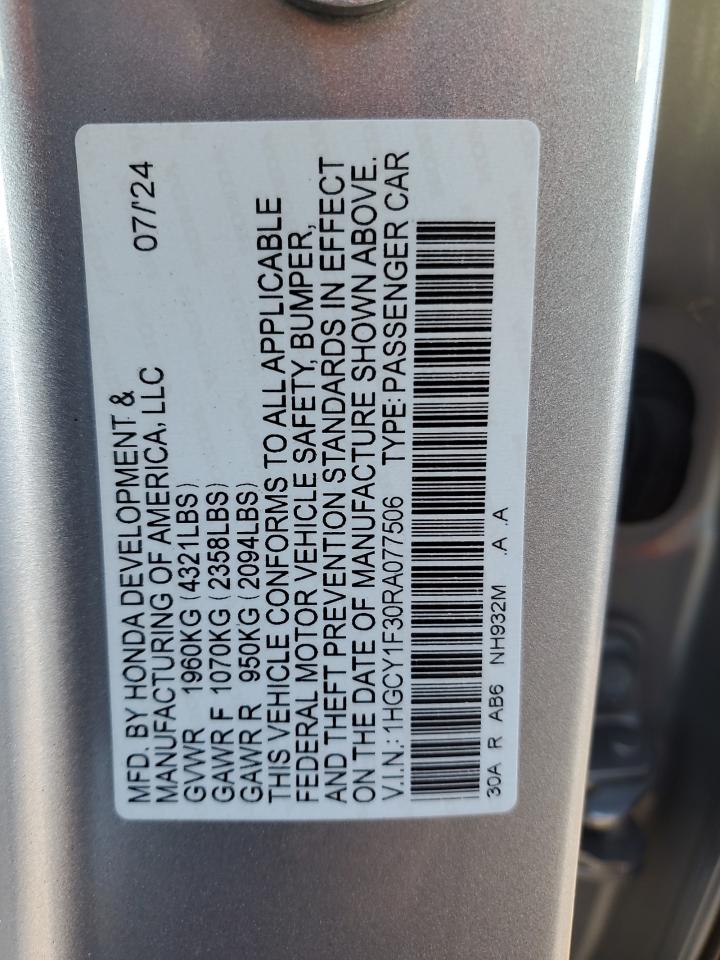 MFD. BY HONDA DEVELOPMENT &
MANUFACTURING OF AMERICA, LLC 07/'24
GVWR 1960KG (4321LBS)
GAWR F 1070KG (2358LBS)
GAWR R 950KG (2094LBS)
THIS VEHICLE CONFORMS TO ALL APPLICABLE
FEDERAL MOTOR VEHICLE SAFETY, BUMPER,
AND THEFT PREVENTION STANDARDS IN EFFECT
ON THE DATE OF MANUFACTURE SHOWN ABOVE.
V.I.N.: 1HGCY1F30RA077506 TYPE: PASSENGER CAR
30A R AB6 NH932M .A .A